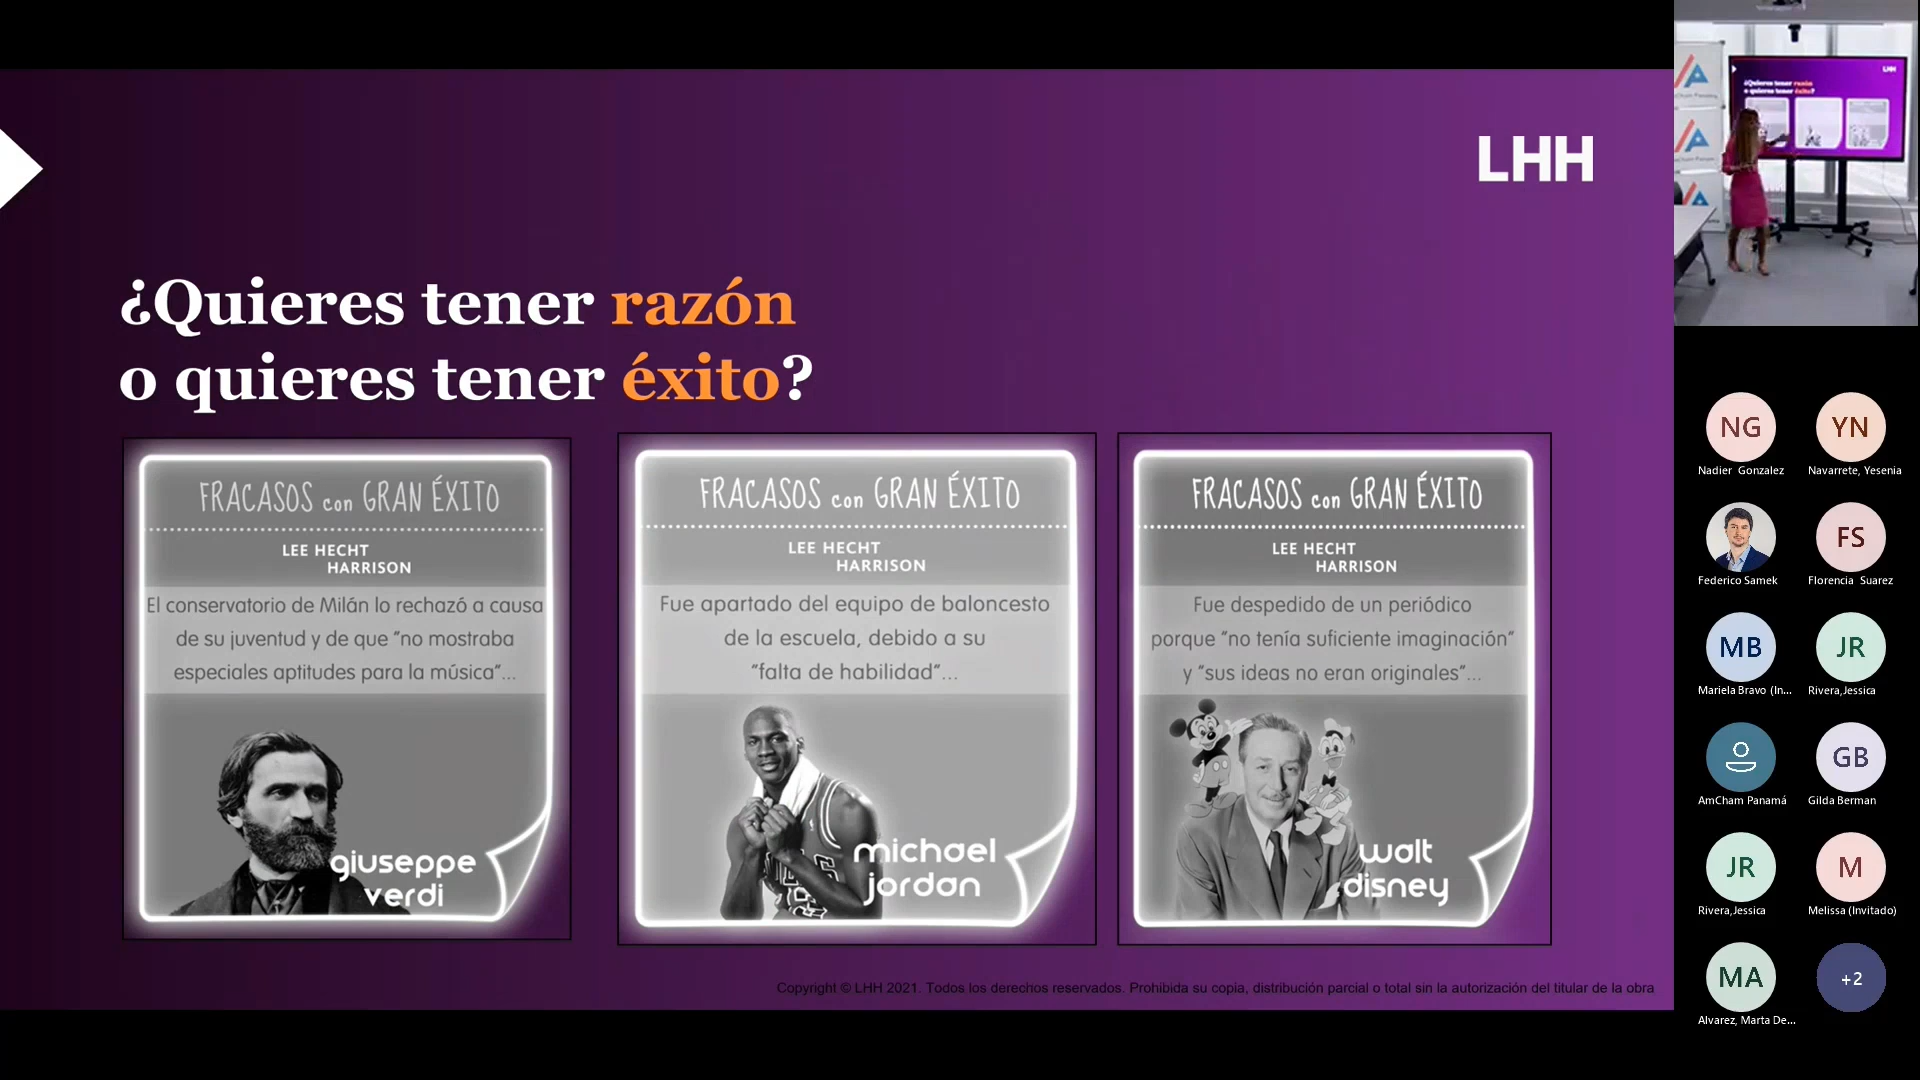 LHH
¿Quieres tener razón
o quieres tener éxito?
FRACASOS con GRAN ÉXITO
LEE HECHT
HARRISON
El conservatorio de Milán lo rechazó a causa
de su juventud y de que “no mostraba
especiales aptitudes para la música”...
giuseppe
verdi
FRACASOS con GRAN ÉXITO
LEE HECHT
HARRISON
Fue apartado del equipo de baloncesto
de la escuela, debido a su
“falta de habilidad”...
michael
jordan
FRACASOS con GRAN ÉXITO
LEE HECHT
HARRISON
Fue despedido de un periódico
porque “no tenía suficiente imaginación”
y “sus ideas no eran originales”...
walt
disney
Copyright © LHH 2021. Todos los derechos reservados. Prohibida su copia, distribución parcial o total sin la autorización del titular de la obra
LHH
¿Quieres tener razón
o quieres tener éxito?
NG
Nadier Gonzalez
YN
Navarrete, Yesenia
Federico Samek
FS
Florencia Suarez
MB
Mariela Bravo (In...
JR
Rivera,Jessica
AmCham Panamá
GB
Gilda Berman
JR
Rivera,Jessica
M
Melissa (Invitado)
MA
Alvarez, Marta De...
+2